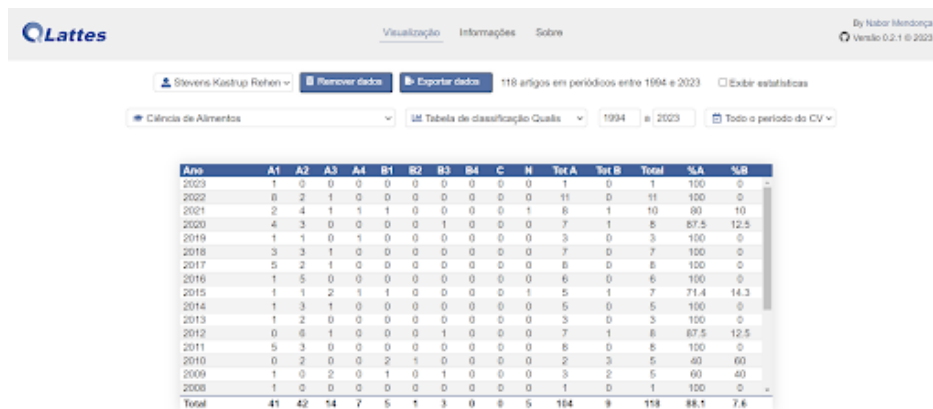 QLattes
Visualização Informações Sobre
By Nabor Mendonça
Versão 0.2.1 © 2023
Stevens Kastrup Rehen Remover dados Exportar dados 118 artigos em periódicos entre 1994 e 2023 Exibir estatísticas
Ciência de Alimentos Tabela de classificação Qualis 1994 a 2023 Todo o período do CV
Ano A1 A2 A3 A4 B1 B2 B3 B4 C N Tot A Tot B Total %A %B
2023 1 0 0 0 0 0 0 0 0 0 1 0 1 100 0
2022 8 2 1 0 0 0 0 0 0 0 11 0 11 100 0
2021 2 4 1 1 1 0 0 0 0 1 8 1 10 80 10
2020 4 3 0 0 0 0 1 0 0 0 7 1 8 87.5 12.5
2019 1 1 0 1 0 0 0 0 0 0 3 0 3 100 0
2018 3 3 1 0 0 0 0 0 0 0 7 0 7 100 0
2017 5 2 1 0 0 0 0 0 0 0 8 0 8 100 0
2016 1 5 0 0 0 0 0 0 0 0 6 0 6 100 0
2015 1 1 2 1 1 0 0 0 0 1 5 1 7 71.4 14.3
2014 1 3 1 0 0 0 0 0 0 0 5 0 5 100 0
2013 1 2 0 0 0 0 0 0 0 0 3 0 3 100 0
2012 0 6 1 0 0 0 1 0 0 0 7 1 8 87.5 12.5
2011 5 3 0 0 0 0 0 0 0 0 8 0 8 100 0
2010 0 2 0 0 2 1 0 0 0 0 2 3 5 40 60
2009 1 0 2 0 1 0 1 0 0 0 3 2 5 60 40
2008 1 0 0 0 0 0 0 0 0 0 1 0 1 100 0
Total 41 42 14 7 5 1 3 0 0 5 104 9 118 88.1 7.6